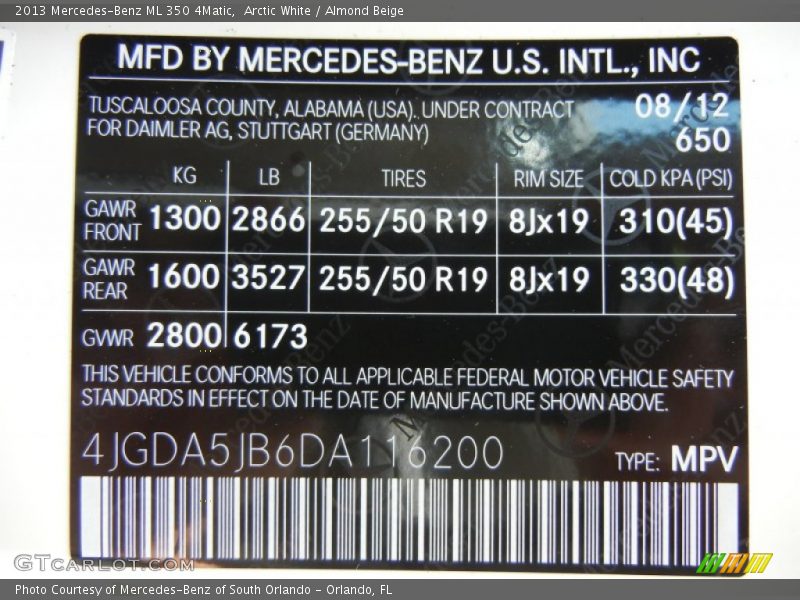 2013 Mercedes-Benz ML 350 4Matic, Arctic White / Almond Beige
MFD BY MERCEDES-BENZ U.S. INTL., INC
TUSCALOOSA COUNTY, ALABAMA (USA). UNDER CONTRACT 08/12
FOR DAIMLER AG, STUTTGART (GERMANY) 650
KG LB TIRES RIM SIZE COLD KPA (PSI)
GAWR FRONT 1300 2866 255/50 R19 8Jx19 310(45)
GAWR REAR 1600 3527 255/50 R19 8Jx19 330(48)
GVWR 2800 6173
THIS VEHICLE CONFORMS TO ALL APPLICABLE FEDERAL MOTOR VEHICLE SAFETY
STANDARDS IN EFFECT ON THE DATE OF MANUFACTURE SHOWN ABOVE.
4JGDA5JB6DA116200 TYPE: MPV
GTCARLOT.COM
Photo Courtesy of Mercedes-Benz of South Orlando - Orlando, FL